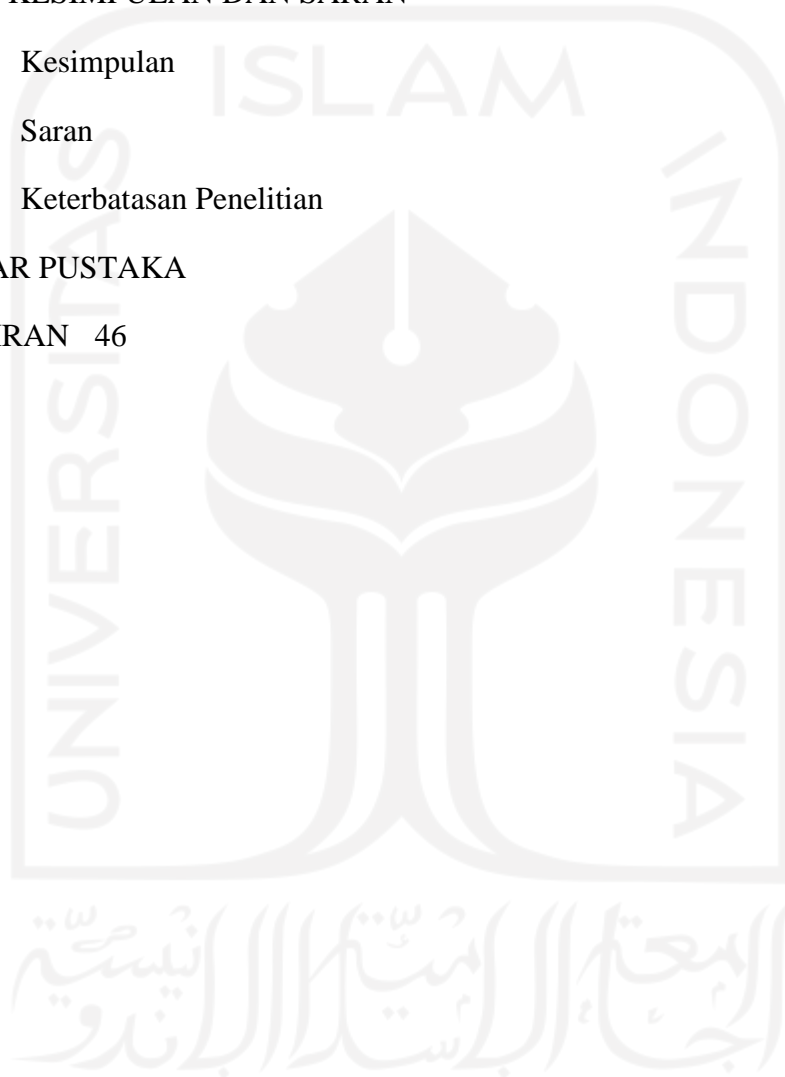 KESIMPULAN DAN SARAN
Kesimpulan
Saran
Keterbatasan Penelitian
AR PUSTAKA
RAN 46
ISLAM
UNIVERSITAS
INDONESIA